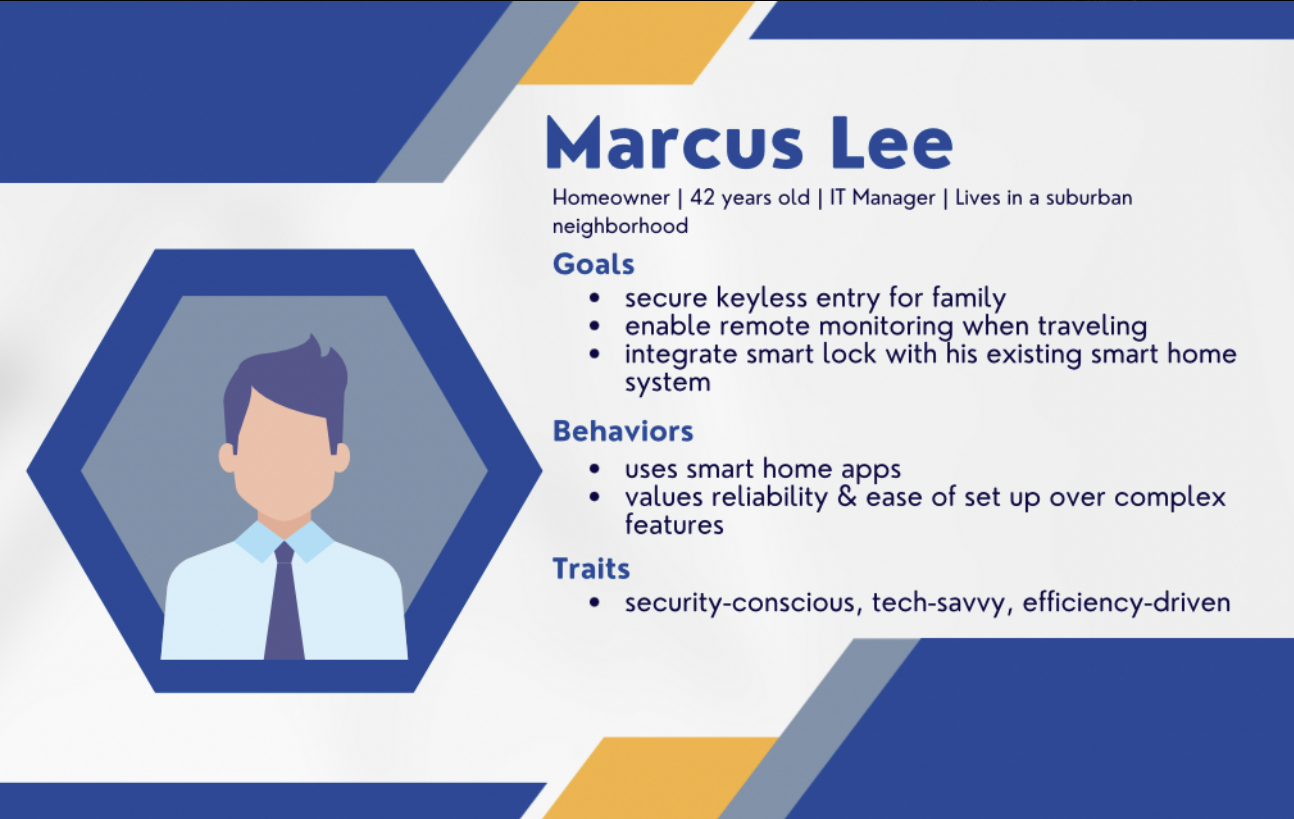 Marcus Lee
Homeowner | 42 years old | IT Manager | Lives in a suburban
neighborhood
Goals
• secure keyless entry for family
• enable remote monitoring when traveling
• integrate smart lock with his existing smart home
system
Behaviors
• uses smart home apps
• values reliability & ease of set up over complex
features
Traits
• security-conscious, tech-savvy, efficiency-driven